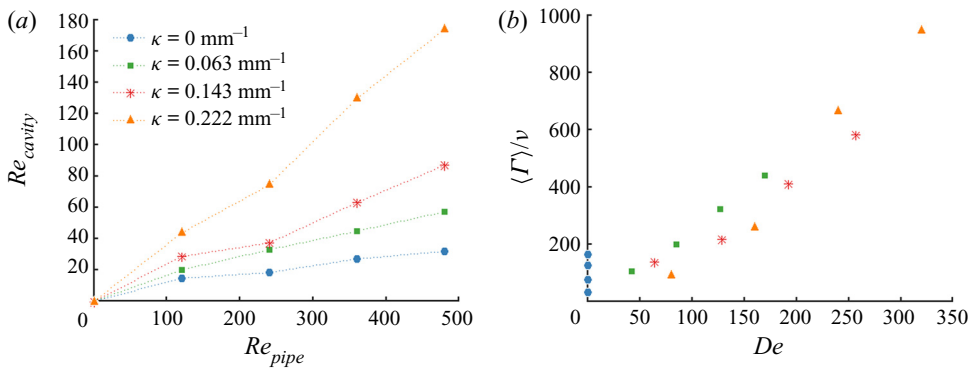 (a)
180
160
140
120
100
80
60
40
20
0
100
200
300
400
500
Re_cavity
Re_pipe
κ = 0 mm⁻¹
κ = 0.063 mm⁻¹
κ = 0.143 mm⁻¹
κ = 0.222 mm⁻¹
(b)
1000
800
600
400
200
0
50
100
150
200
250
300
350
⟨Γ⟩/ν
De